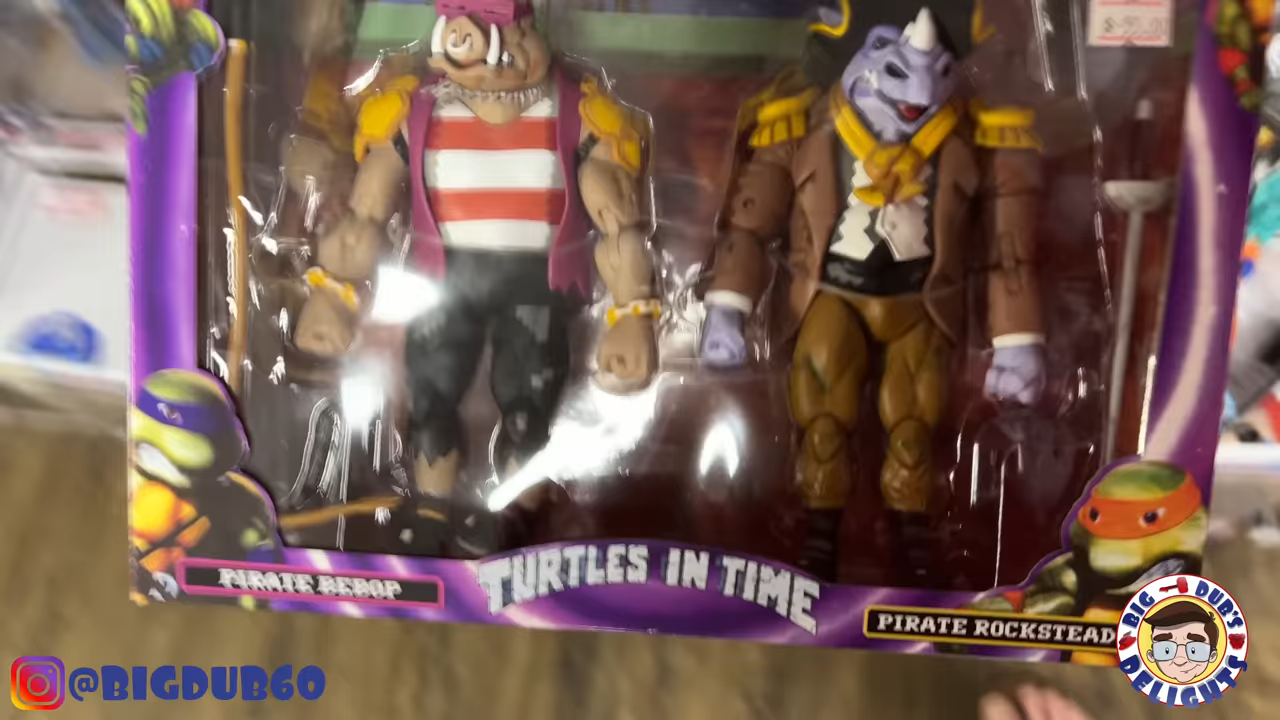 PIRATE BEBOP
TURTLES IN TIME
PIRATE ROCKSTEAD
BIG DUB'S
DELIGHTS
@BIGDUB60